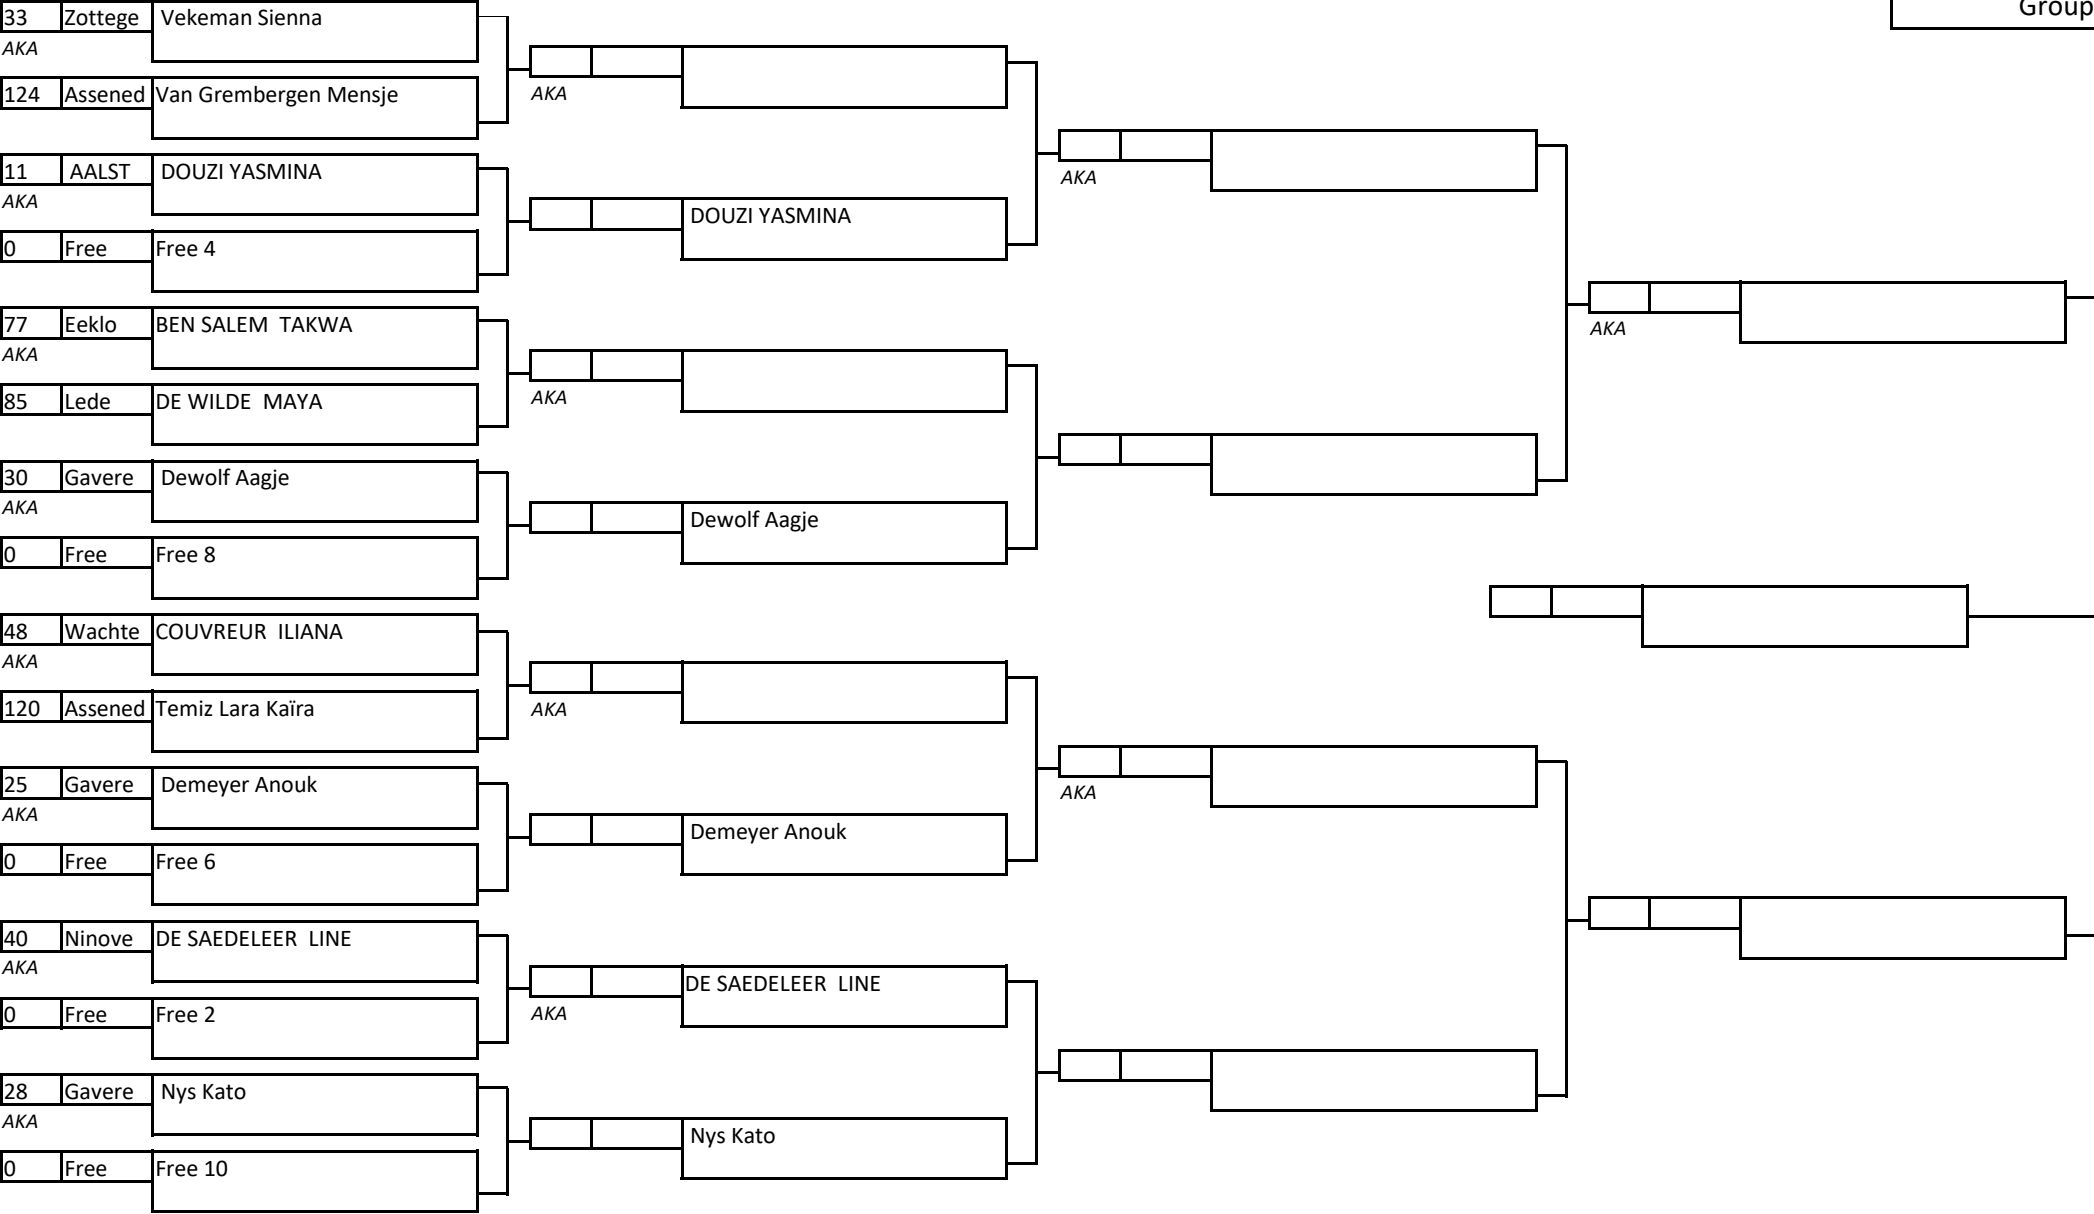 33 Zottege Vekeman Sienna
Group
AKA
124 Assened Van Grembergen Mensje
AKA
11 AALST DOUZI YASMINA
AKA
AKA
DOUZI YASMINA
0 Free Free 4
77 Eeklo BEN SALEM TAKWA
AKA
AKA
85 Lede DE WILDE MAYA
AKA
30 Gavere Dewolf Aagje
AKA
Dewolf Aagje
0 Free Free 8
48 Wachte COUVREUR ILIANA
AKA
120 Assened Temiz Lara Kaïra
AKA
25 Gavere Demeyer Anouk
AKA
AKA
Demeyer Anouk
0 Free Free 6
40 Ninove DE SAEDELEER LINE
AKA
DE SAEDELEER LINE
0 Free Free 2
AKA
28 Gavere Nys Kato
AKA
Nys Kato
0 Free Free 10